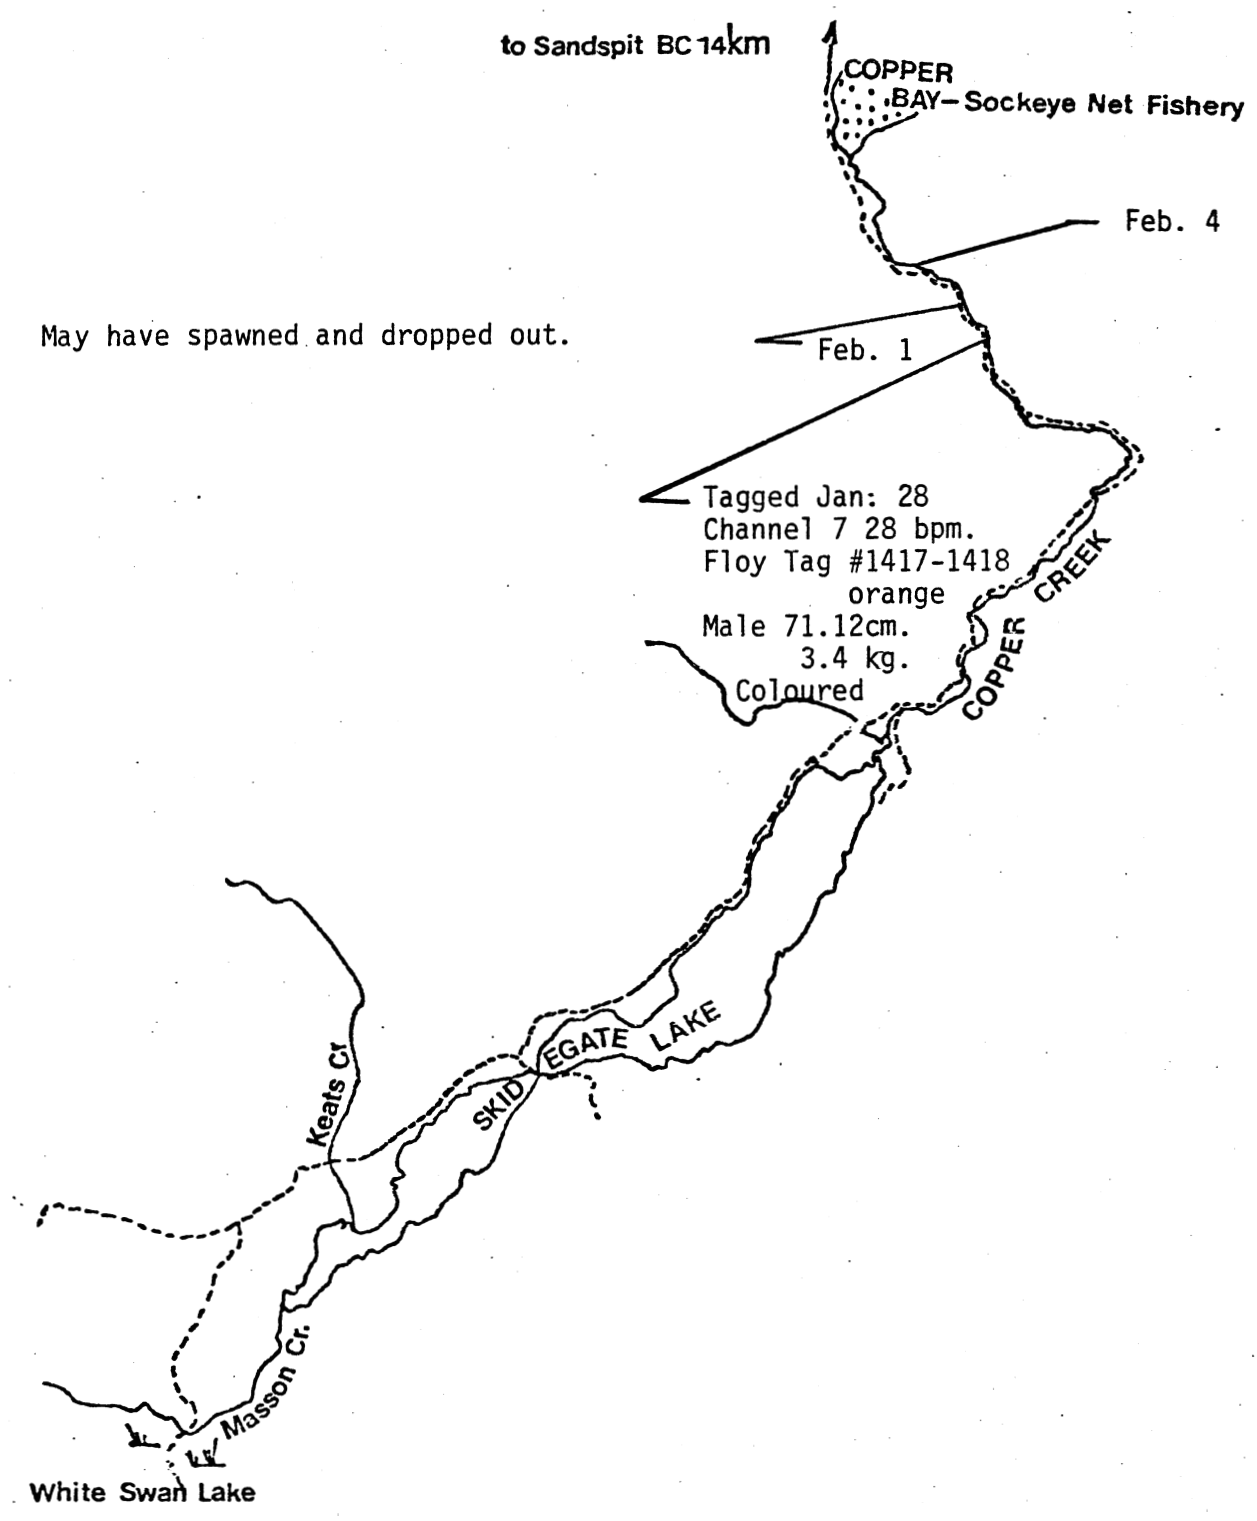 to Sandspit BC 14km
COPPER
BAY - Sockeye Net Fishery
Feb. 4
May have spawned and dropped out.
Feb. 1
Tagged Jan: 28
Channel 7 28 bpm.
Floy Tag #1417-1418
orange
Male 71.12cm.
3.4 kg.
Coloured
COPPER CREEK
SKIDEGATE LAKE
Keats Cr
Masson Cr.
White Swan Lake